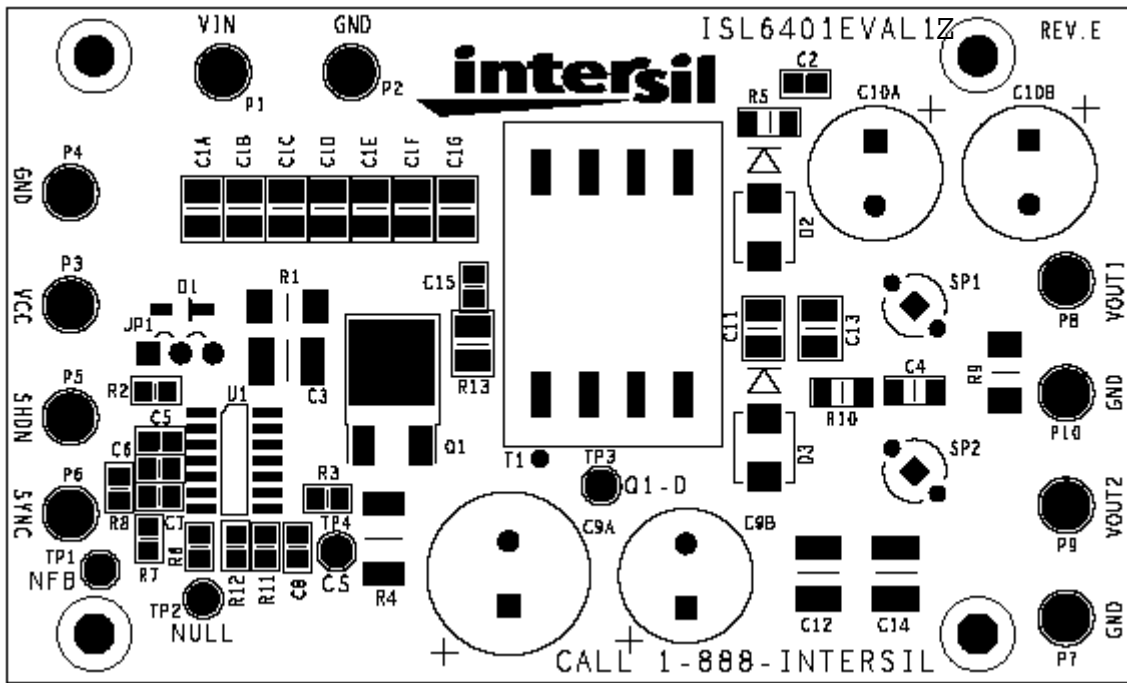 VIN
GND
ISL6401EVAL1Z
REV.E
intersil
P1
P2
C2
R5
C10A
C10B
C1A
C1B
C1C
C1D
C1E
C1F
C1G
P4
GND
D2
P3
VCC
D1
JP1
R1
C15
C11
C13
SP1
P8
VOUT1
R2
C3
R13
R9
C4
R10
P5
SHDN
U1
C5
C6
Q1
T1
TP3
Q1-D
D3
SP2
P10
GND
P6
SYNC
R3
TP4
R8
C7
C9A
C9B
VOUT2
P9
TP1
NFB
R7
R6
R12
R11
C8
CS
R4
TP2
NULL
C12
C14
P7
GND
CALL 1-888-INTERSIL